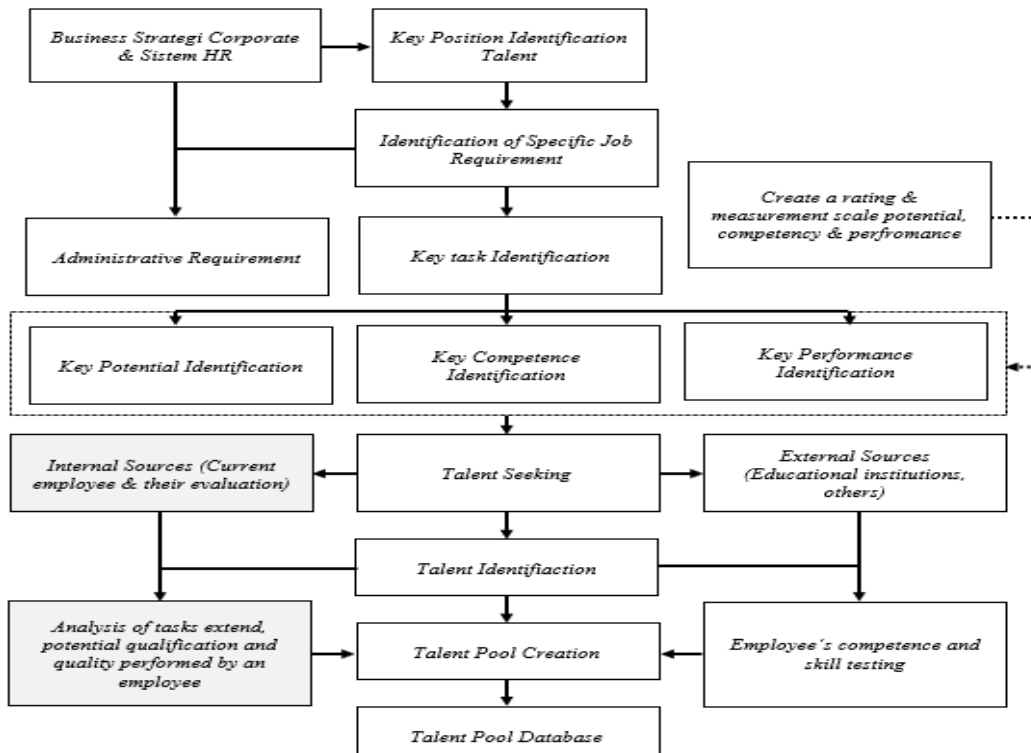 Business Strategi Corporate
& Sistem HR
Key Position Identification
Talent
Identification of Specific Job
Requirement
Create a rating &
measurement scale potential,
competency & perfromance
Administrative Requirement
Key task Identification
Key Potential Identification
Key Competence
Identification
Key Performance
Identification
Internal Sources (Current
employee & their evaluation)
Talent Seeking
External Sources
(Educational institutions,
others)
Talent Identifiaction
Analysis of tasks extend,
potential qualification and
quality performed by an
employee
Talent Pool Creation
Employee´s competence and
skill testing
Talent Pool Database